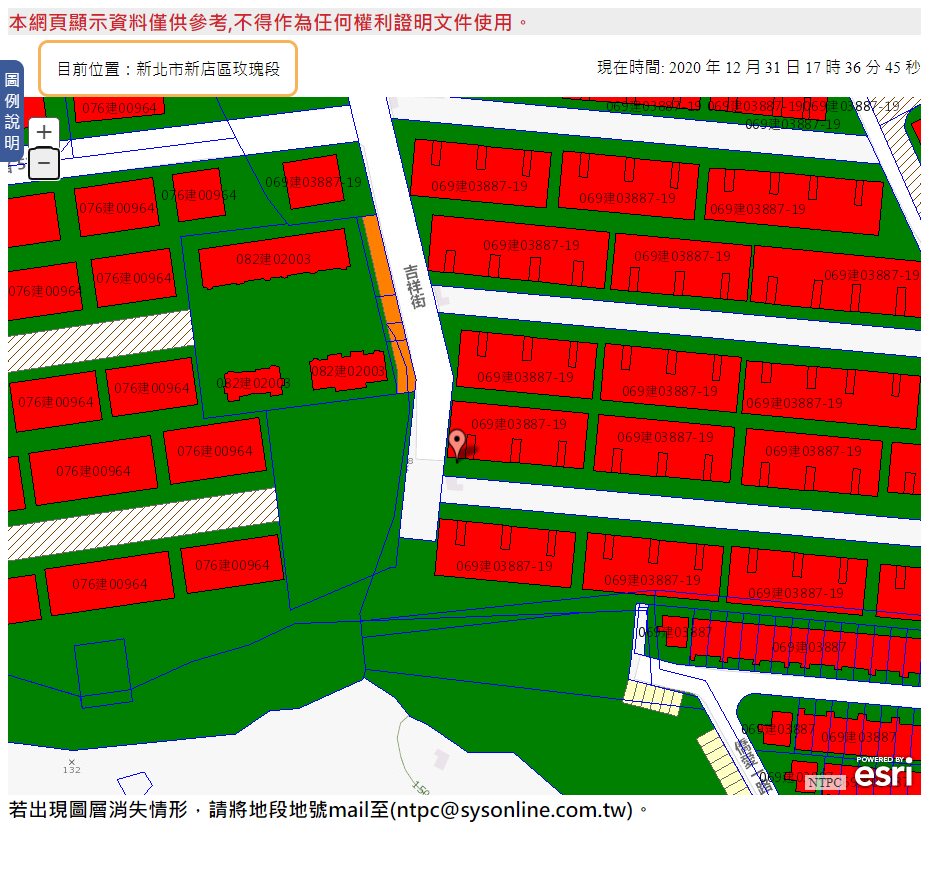 本網頁顯示資料僅供參考,不得作為任何權利證明文件使用。
目前位置：新北市新店區玫瑰段
現在時間: 2020 年 12 月 31 日 17 時 36 分 45 秒
圖例說明
+
−
076建00964
069建03887-19 069建03887-19069建03887-19
069建03887-19
076建00964
076建00964
069建03887-19
069建03887-19
069建03887-19
069建03887-19
082建02003
069建03887-19
069建03887-19
069建03887-19
076建00964
076建00964
吉祥街
082建02003
082建02003
069建03887-19
069建03887-19
069建03887-19
076建00964
076建00964
069建03887-19
069建03887-19
069建03887-19
076建00964
076建00964
8
076建00964
076建00964
069建03887-19
069建03887-19
069建03887-19
069建03887
069建03887
069建03887
069建03887
132
150
POWERED BY
esri
NTPC
若出現圖層消失情形，請將地段地號mail至(ntpc@sysonline.com.tw)。